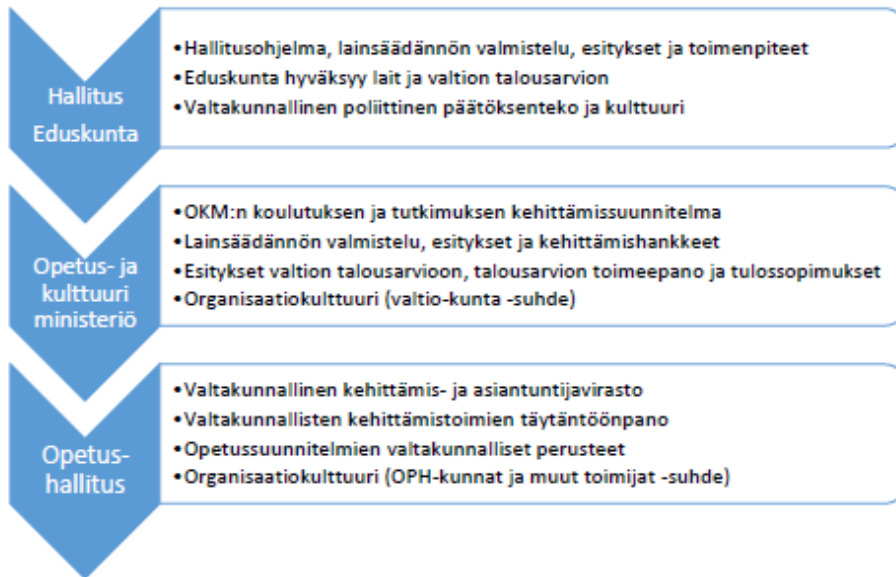 Hallitus
Eduskunta
•Hallitusohjelma, lainsäädännön valmistelu, esitykset ja toimenpiteet
•Eduskunta hyväksyy lait ja valtion talousarvion
•Valtakunnallinen poliittinen päätöksenteko ja kulttuuri
Opetus- ja
kulttuuri
ministeriö
•OKM:n koulutuksen ja tutkimuksen kehittämissuunnitelma
•Lainsäädännön valmistelu, esitykset ja kehittämishankkeet
•Esitykset valtion talousarvioon, talousarvion toimeepano ja tulossopimukset
•Organisaatiokulttuuri (valtio-kunta -suhde)
Opetus-
hallitus
•Valtakunnallinen kehittämis- ja asiantuntijavirasto
•Valtakunnallisten kehittämistoimien täytäntöönpano
•Opetussuunnitelmien valtakunnalliset perusteet
•Organisaatiokulttuuri (OPH-kunnat ja muut toimijat -suhde)